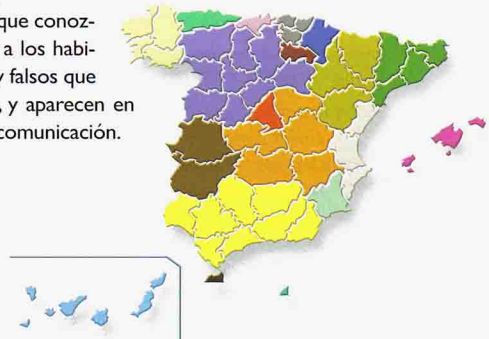 que conoz-
a los habi-
y falsos que
, y aparecen en
comunicación.